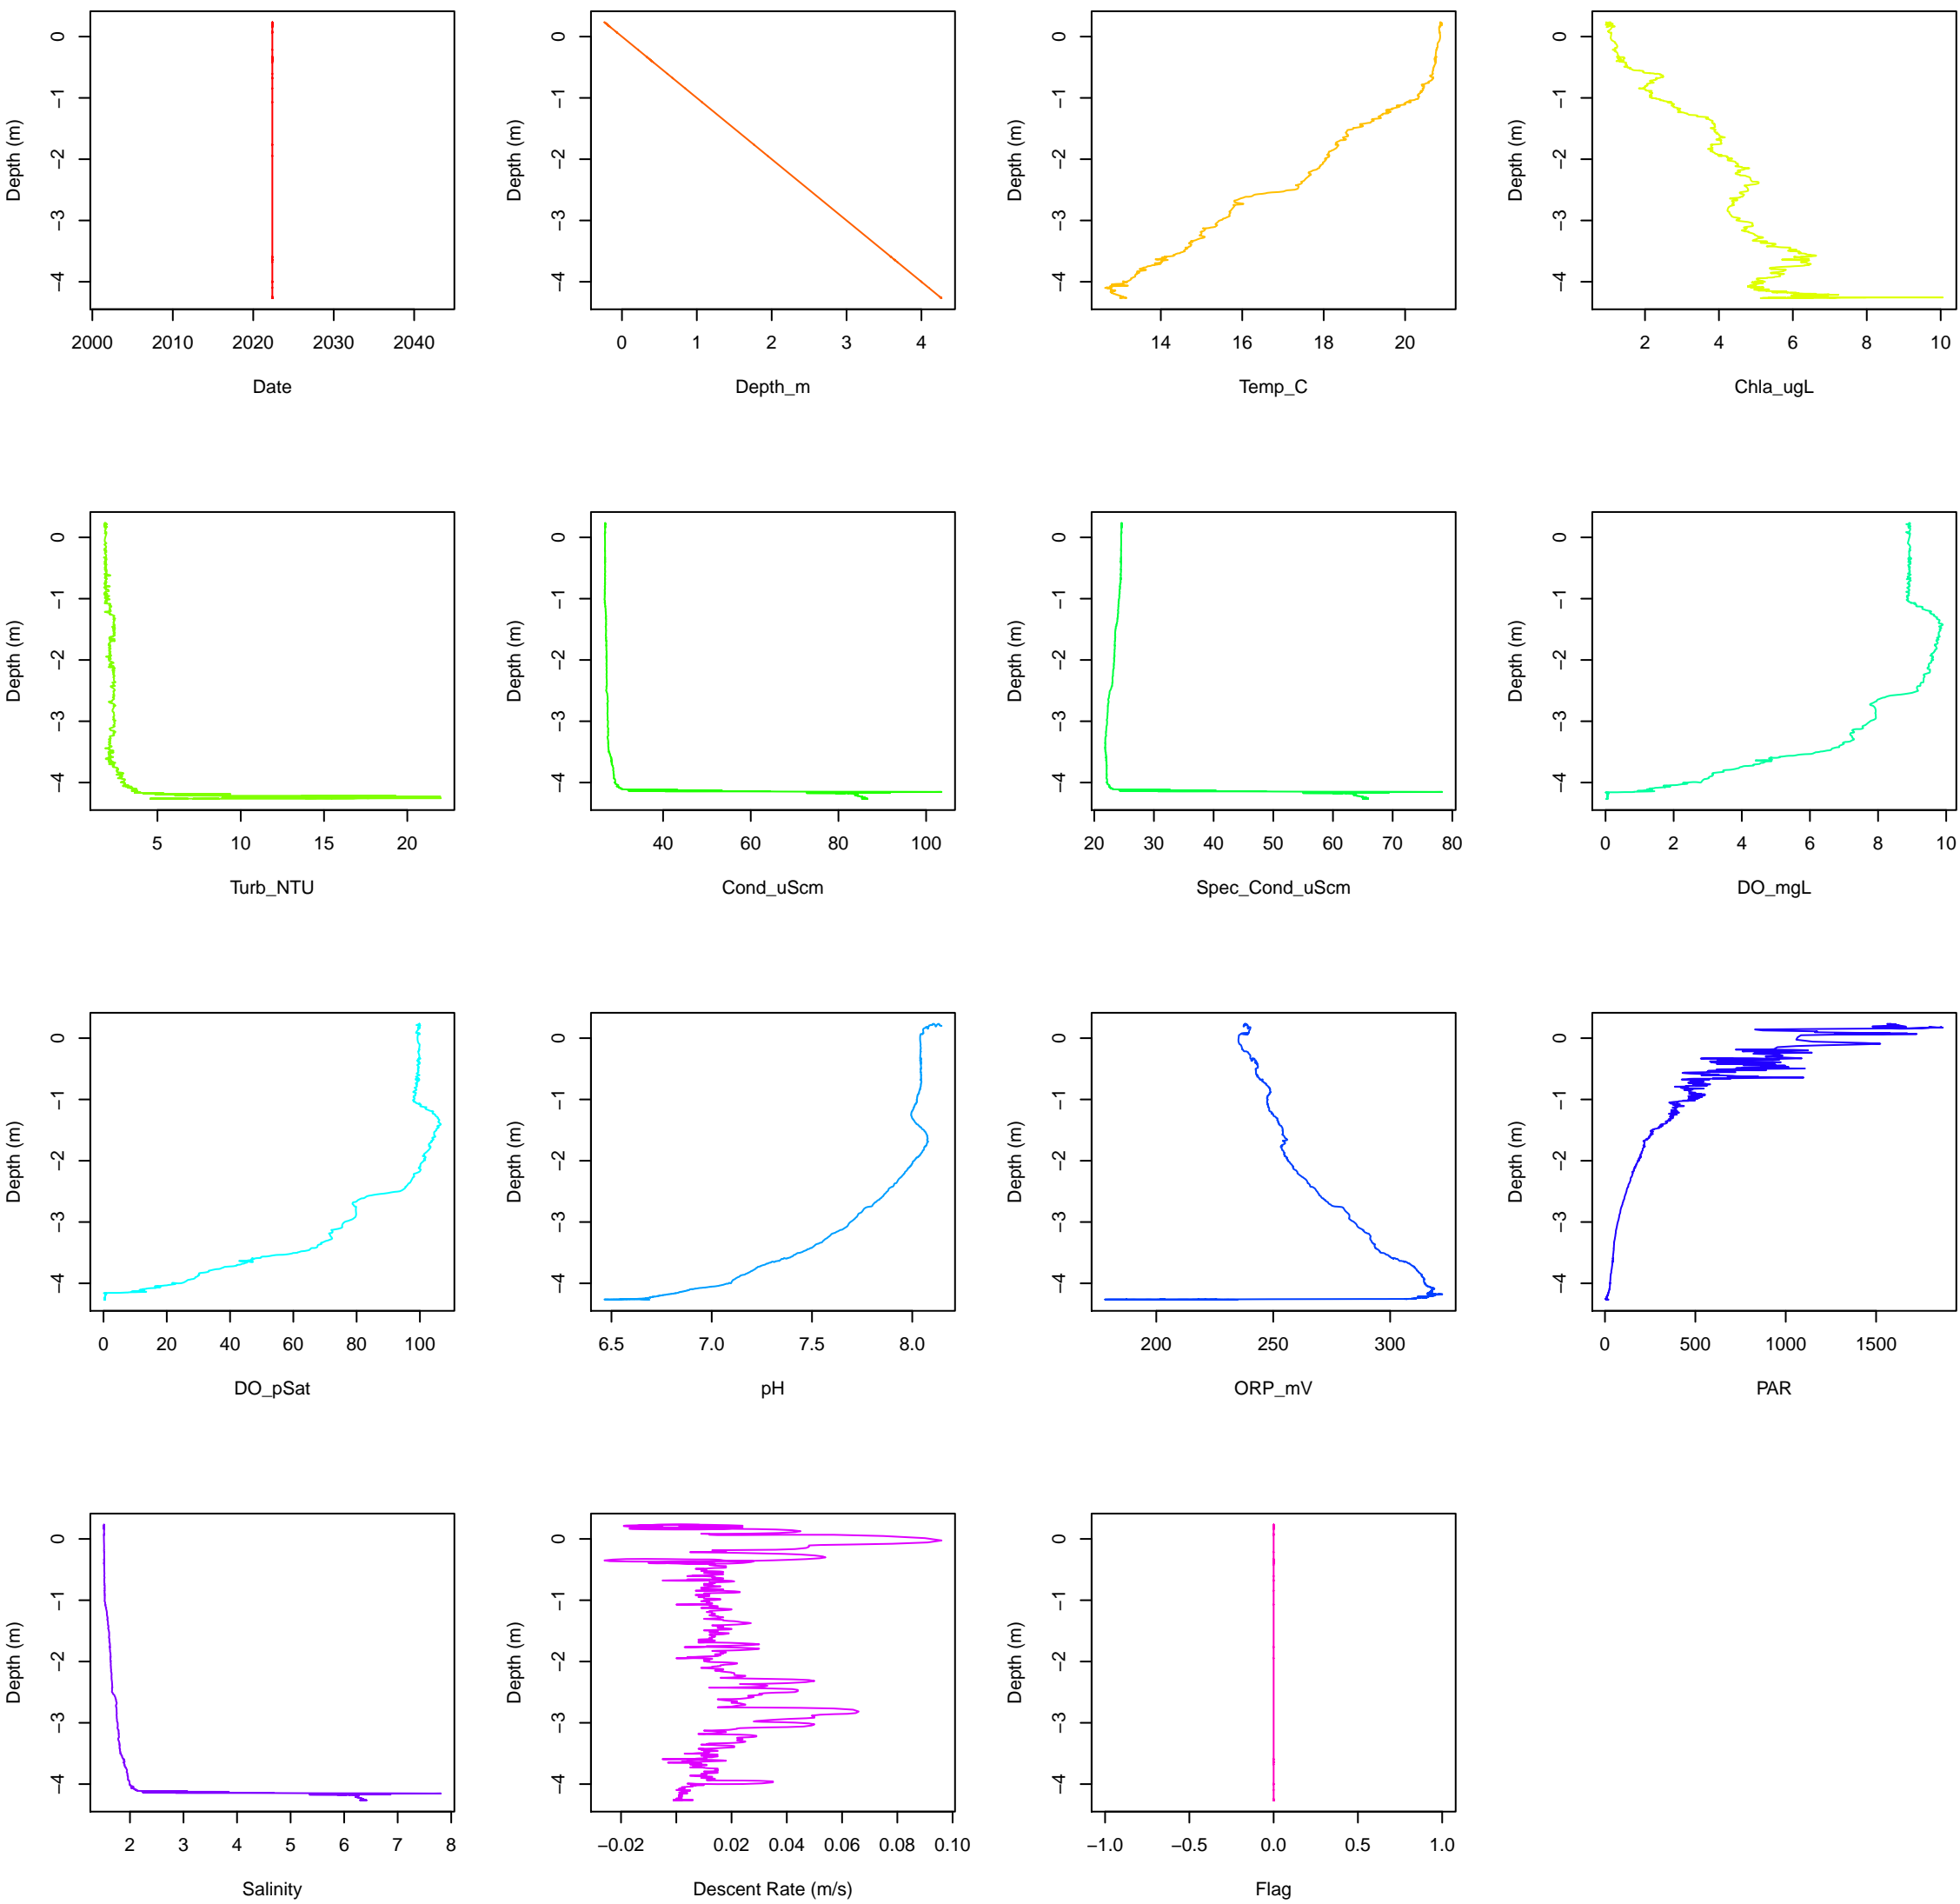 Depth (m)
0
−1
−2
−3
−4
2000 2010 2020 2030 2040
Date
Depth (m)
0
−1
−2
−3
−4
0 1 2 3 4
Depth_m
Depth (m)
0
−1
−2
−3
−4
14 16 18 20
Temp_C
Depth (m)
0
−1
−2
−3
−4
2 4 6 8 10
Chla_ugL
Depth (m)
0
−1
−2
−3
−4
5 10 15 20
Turb_NTU
Depth (m)
0
−1
−2
−3
−4
40 60 80 100
Cond_uScm
Depth (m)
0
−1
−2
−3
−4
20 30 40 50 60 70 80
Spec_Cond_uScm
Depth (m)
0
−1
−2
−3
−4
0 2 4 6 8 10
DO_mgL
Depth (m)
0
−1
−2
−3
−4
0 20 40 60 80 100
DO_pSat
Depth (m)
0
−1
−2
−3
−4
6.5 7.0 7.5 8.0
pH
Depth (m)
0
−1
−2
−3
−4
200 250 300
ORP_mV
Depth (m)
0
−1
−2
−3
−4
0 500 1000 1500
PAR
Depth (m)
0
−1
−2
−3
−4
2 3 4 5 6 7 8
Salinity
Depth (m)
0
−1
−2
−3
−4
−0.02 0.02 0.04 0.06 0.08 0.10
Descent Rate (m/s)
Depth (m)
0
−1
−2
−3
−4
−1.0 −0.5 0.0 0.5 1.0
Flag